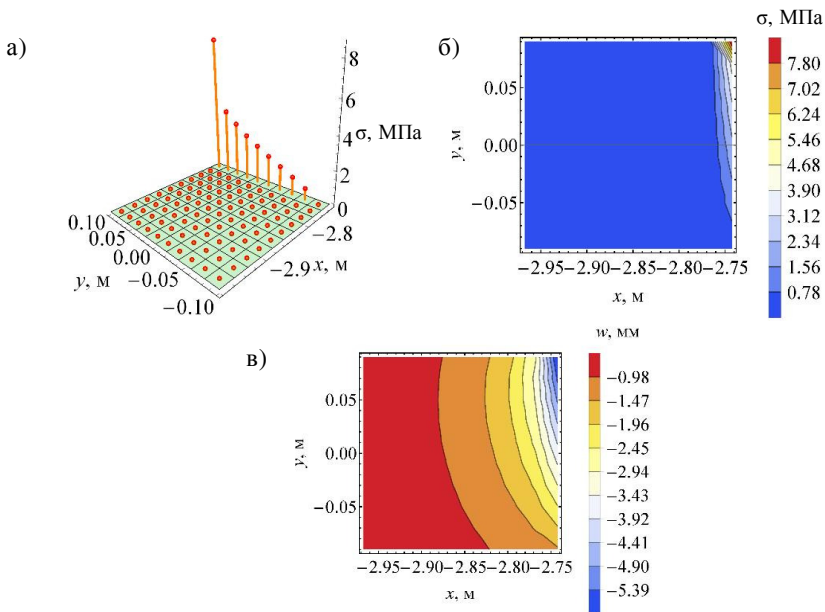 а)
8
6
4
σ, МПа
2
0
0.10
0.05
0.00
−0.05
−0.10
y, м
−2.8
−2.9
x, м
б)
σ, МПа
0.05
0.00
−0.05
y, м
−2.95 −2.90 −2.85 −2.80 −2.75
x, м
7.80
7.02
6.24
5.46
4.68
3.90
3.12
2.34
1.56
0.78
в)
w, мм
0.05
0.00
−0.05
y, м
−2.95 −2.90 −2.85 −2.80 −2.75
x, м
−0.98
−1.47
−1.96
−2.45
−2.94
−3.43
−3.92
−4.41
−4.90
−5.39